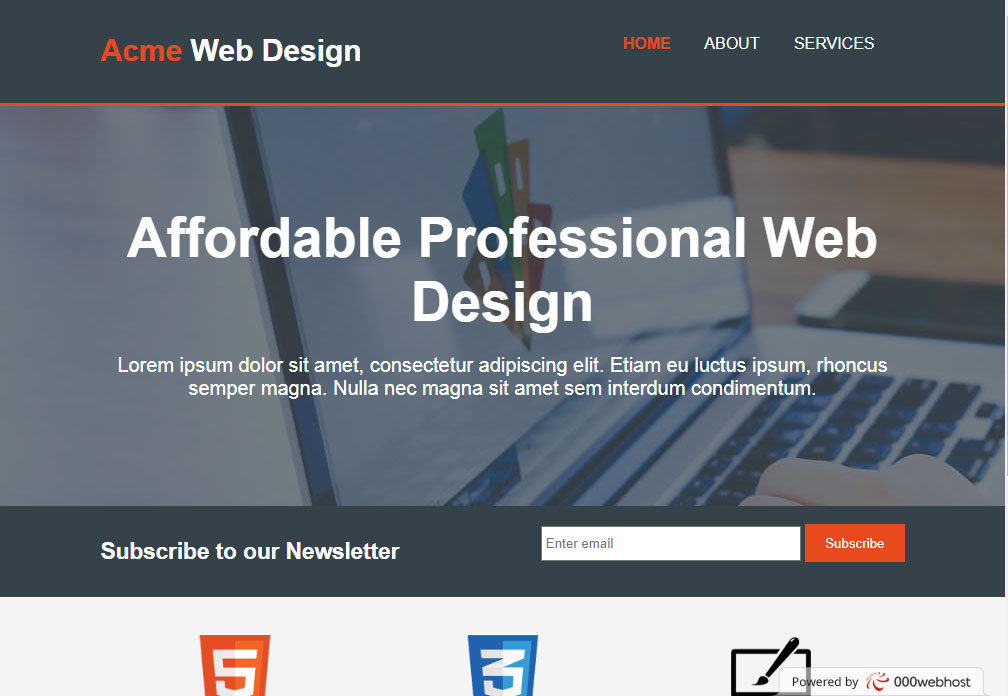 Acme Web Design
HOME ABOUT SERVICES
Affordable Professional Web
Design
Lorem ipsum dolor sit amet, consectetur adipiscing elit. Etiam eu luctus ipsum, rhoncus
semper magna. Nulla nec magna sit amet sem interdum condimentum.
Subscribe to our Newsletter
Enter email
Subscribe
5
3
Powered by 000webhost